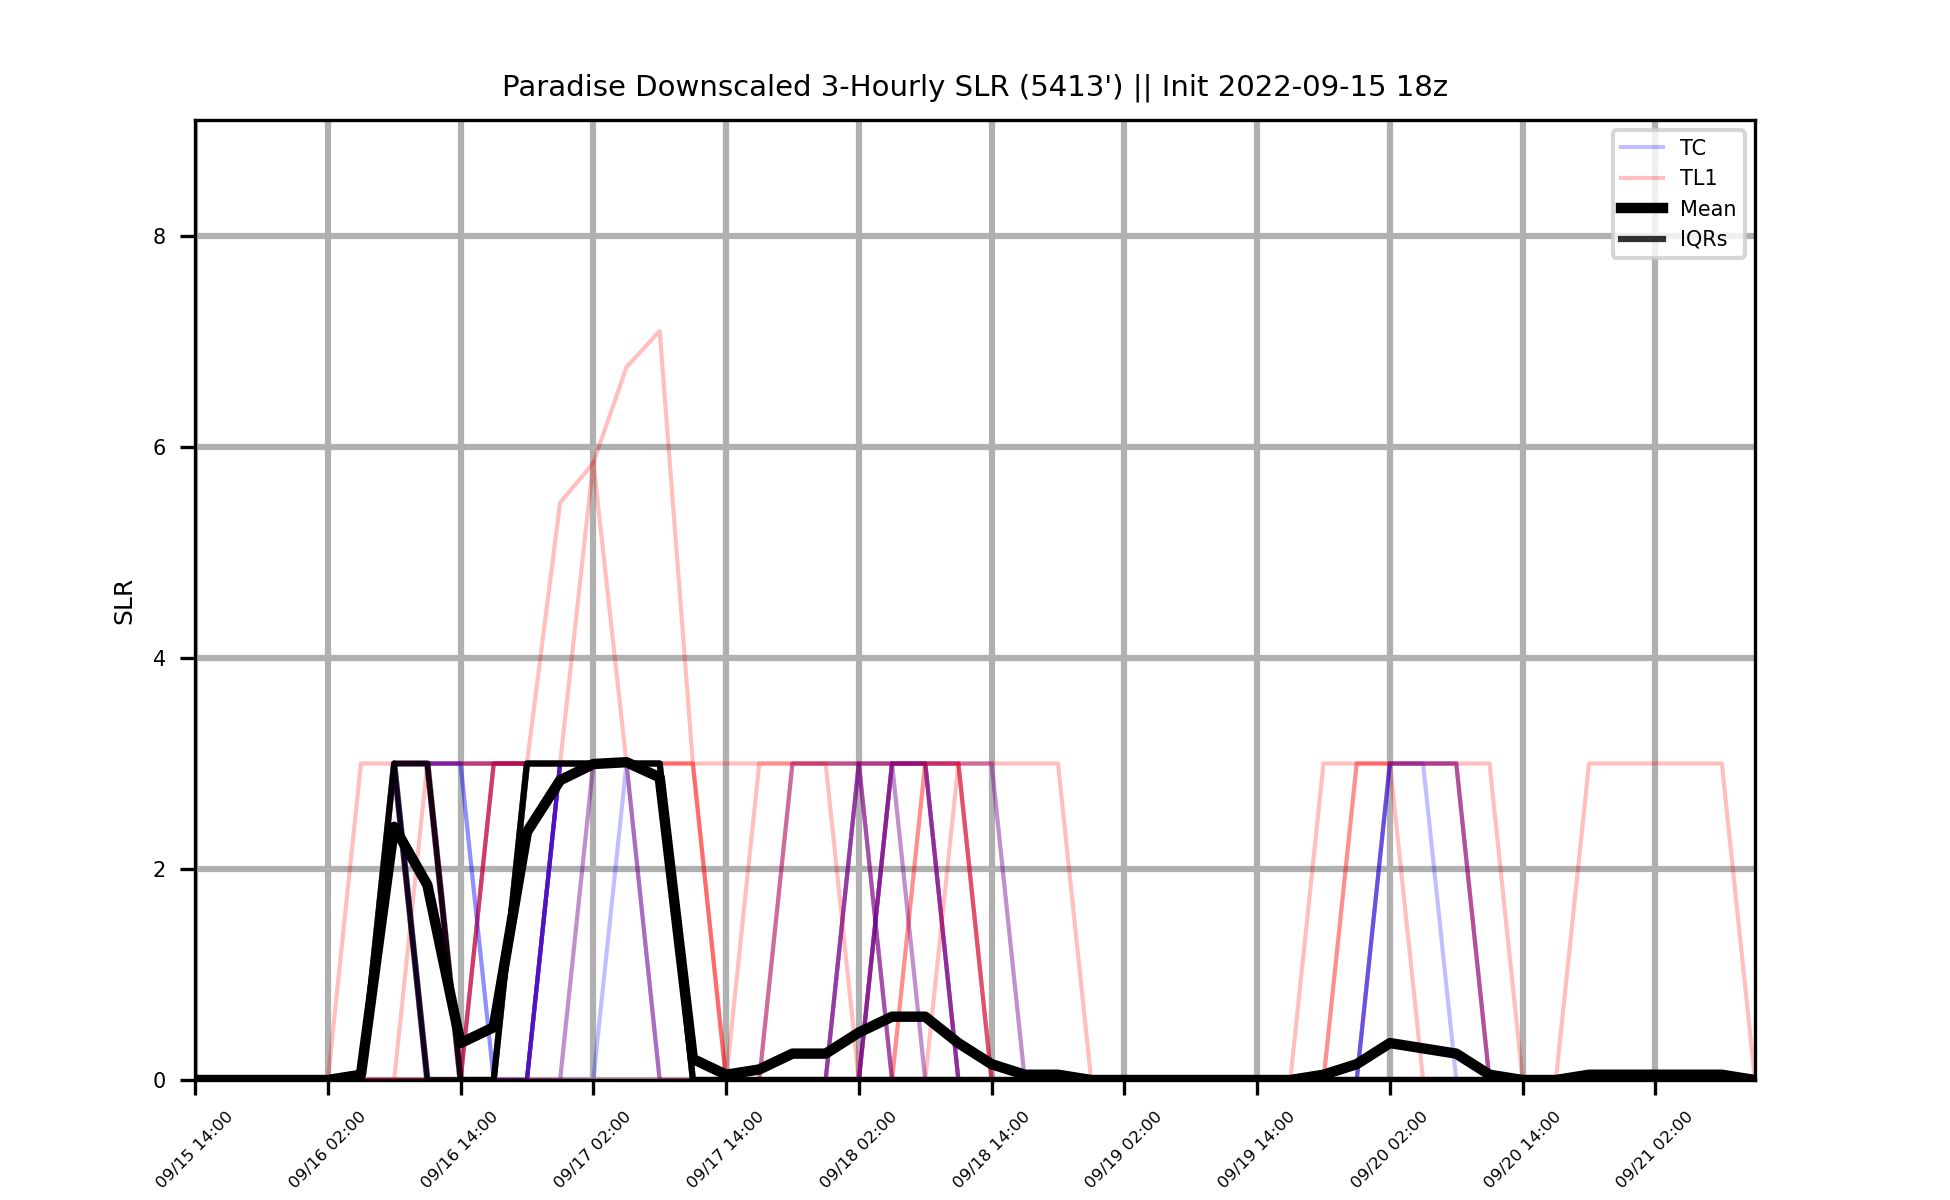 Paradise Downscaled 3-Hourly SLR (5413') || Init 2022-09-15 18z
TC
TL1
Mean
IQRs
8
6
4
2
0
SLR
09/15 14:00
09/16 02:00
09/16 14:00
09/17 02:00
09/17 14:00
09/18 02:00
09/18 14:00
09/19 02:00
09/19 14:00
09/20 02:00
09/20 14:00
09/21 02:00